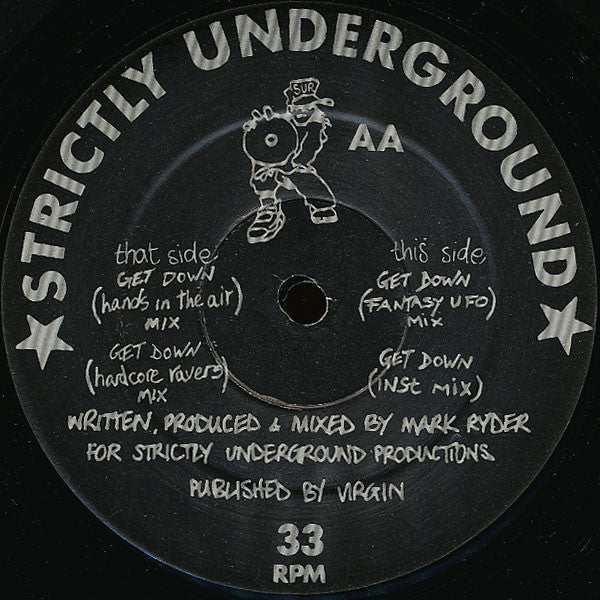 STRICTLY UNDERGROUND
SUR
AA
that side
GET DOWN
(hands in the air)
MIX
GET DOWN
(hardcore ravers)
MIX
this side
GET DOWN
(FANTASY UFO)
MIX
GET DOWN
(INST MIX)
WRITTEN, PRODUCED & MIXED BY MARK RYDER
FOR STRICTLY UNDERGROUND PRODUCTIONS
PUBLISHED BY VIRGIN
33
RPM